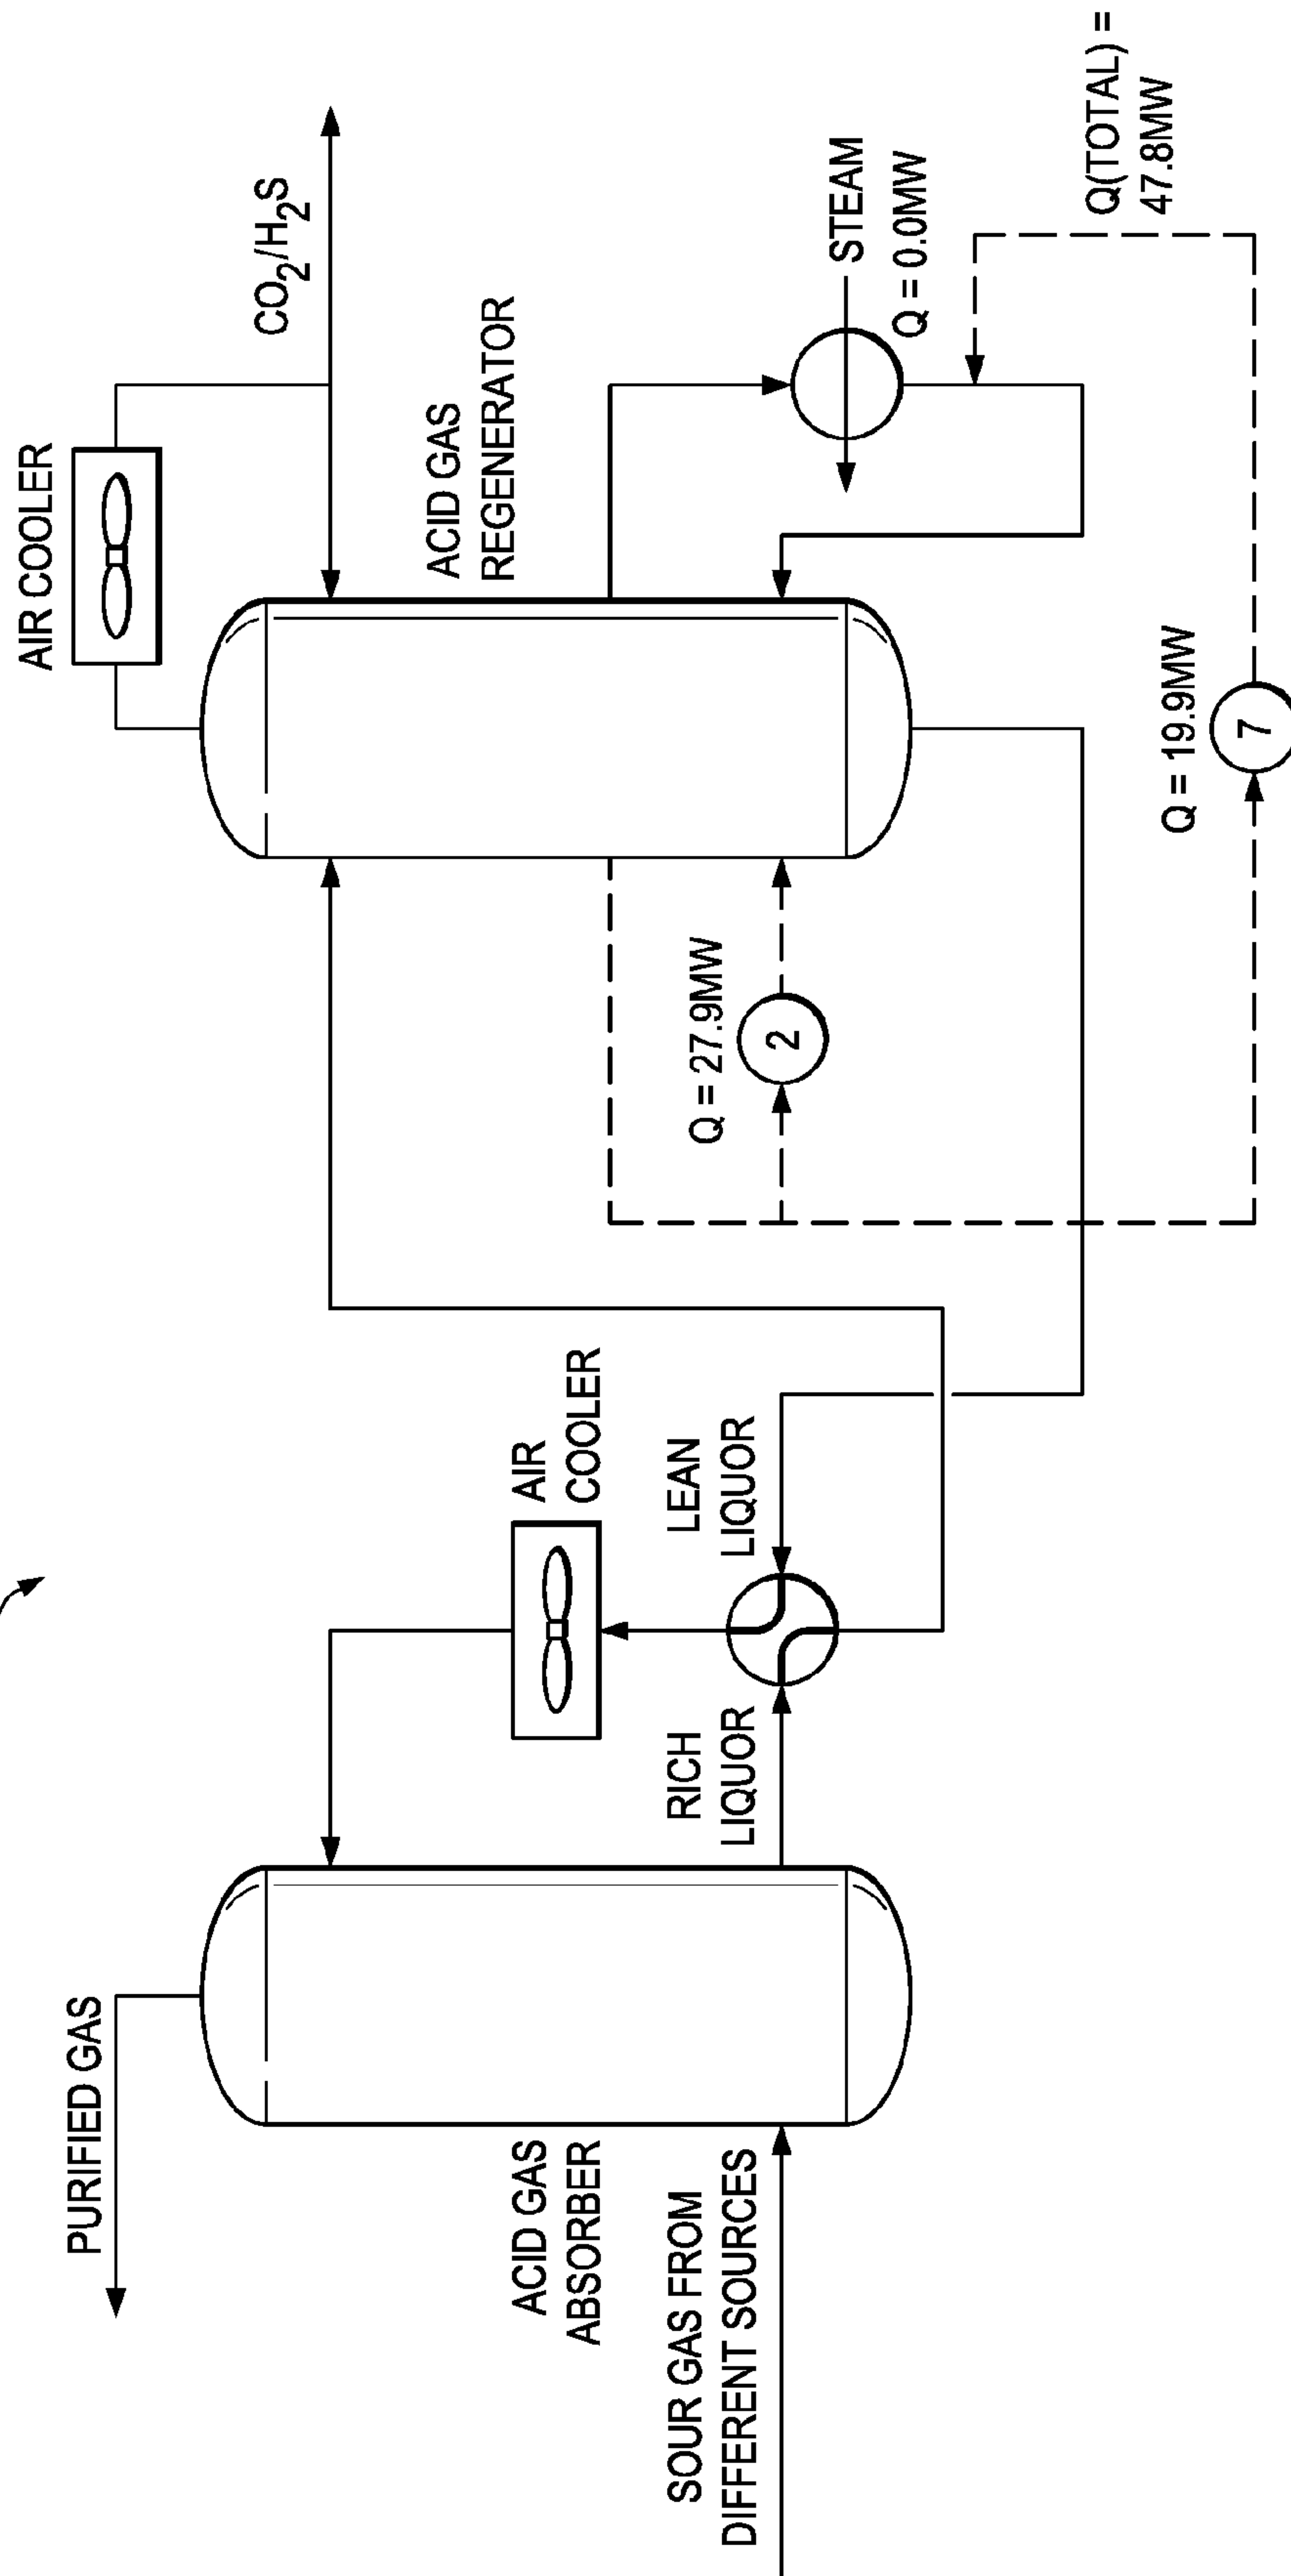 PURIFIED GAS
ACID GAS
ABSORBER
SOUR GAS FROM
DIFFERENT SOURCES
RICH
LIQUOR
LEAN
LIQUOR
AIR
COOLER
AIR COOLER
CO2/H2S
ACID GAS
REGENERATOR
Q = 27.9MW
2
STEAM
Q = 0.0MW
Q = 19.9MW
7
Q(TOTAL) =
47.8MW